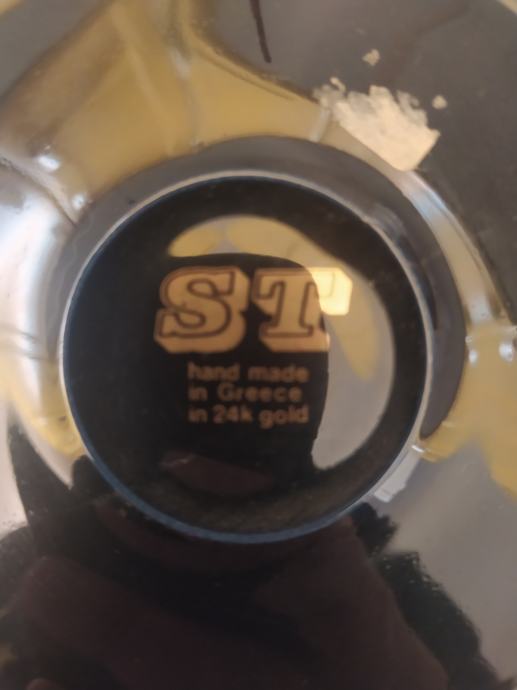 ST
hand made
in Greece
in 24k gold